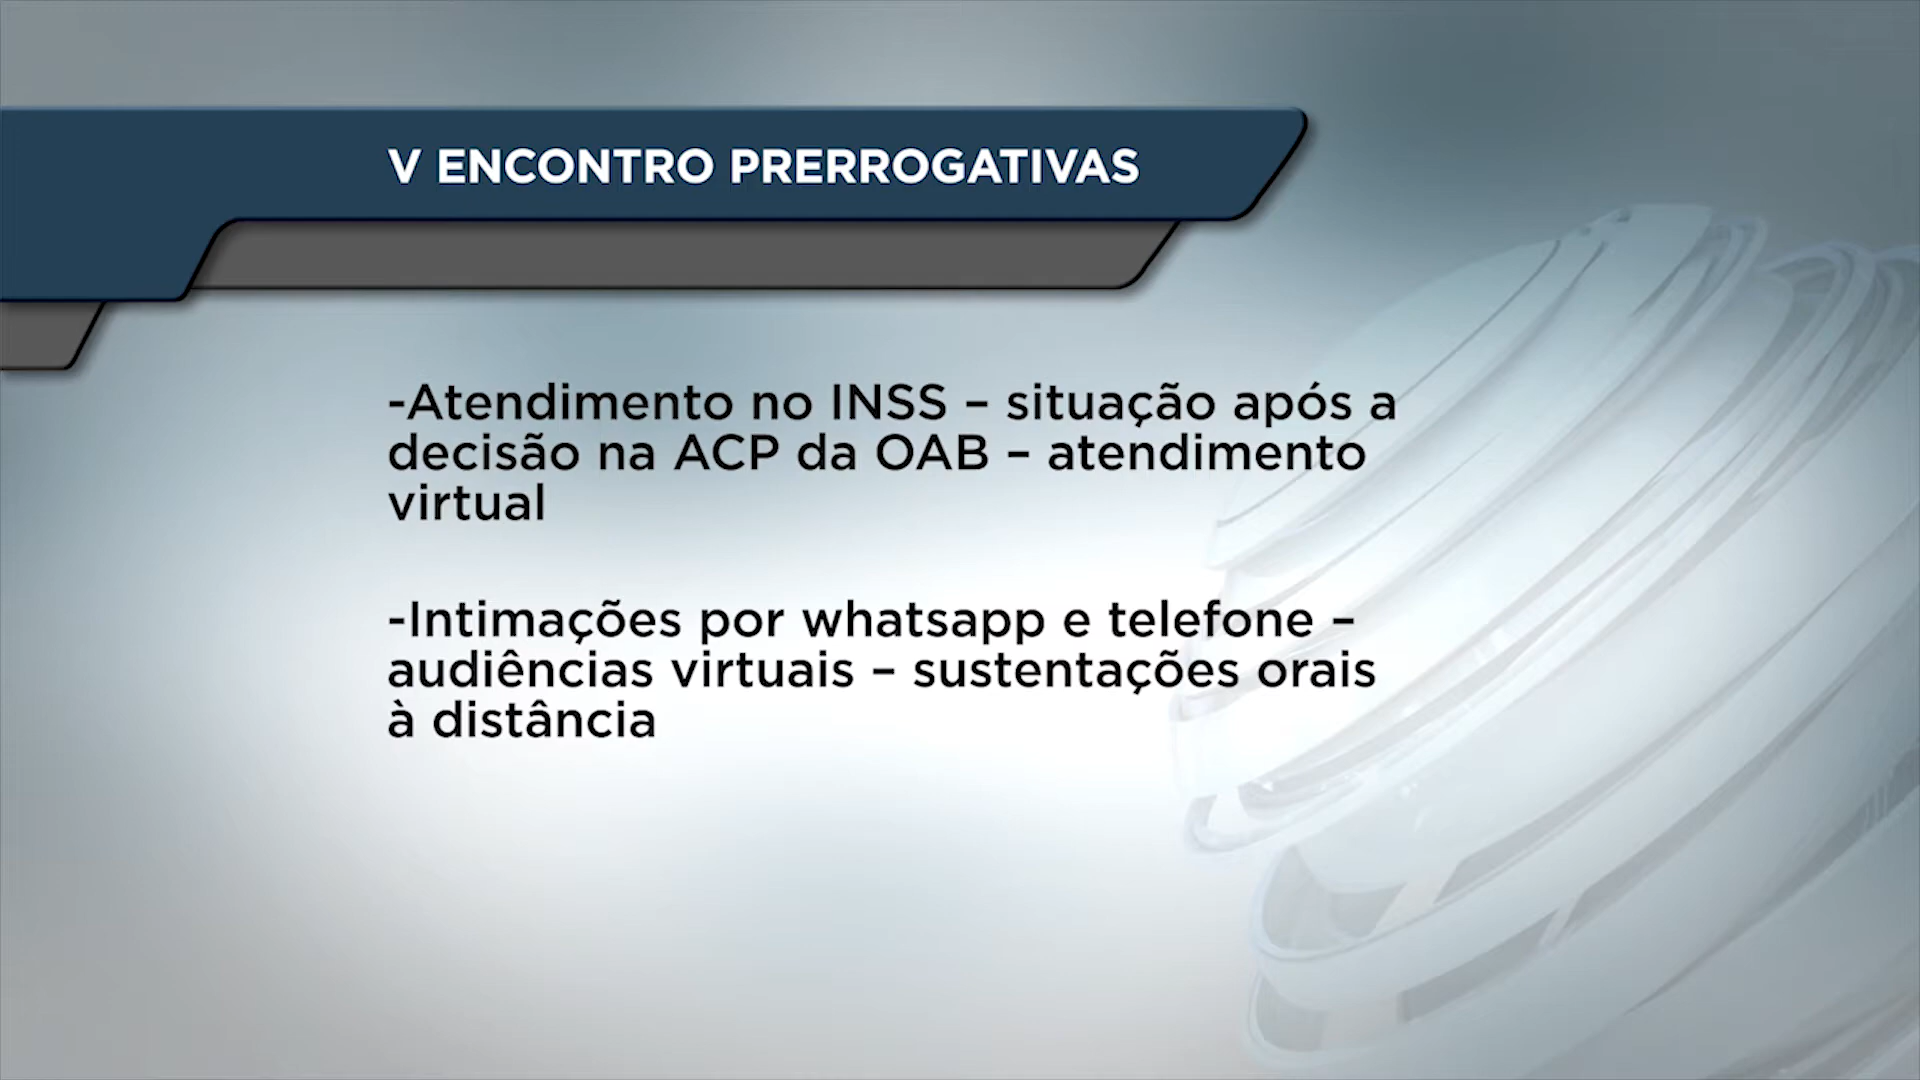 V ENCONTRO PRERROGATIVAS
-Atendimento no INSS – situação após a
decisão na ACP da OAB – atendimento
virtual
-Intimações por whatsapp e telefone –
audiências virtuais – sustentações orais
à distância